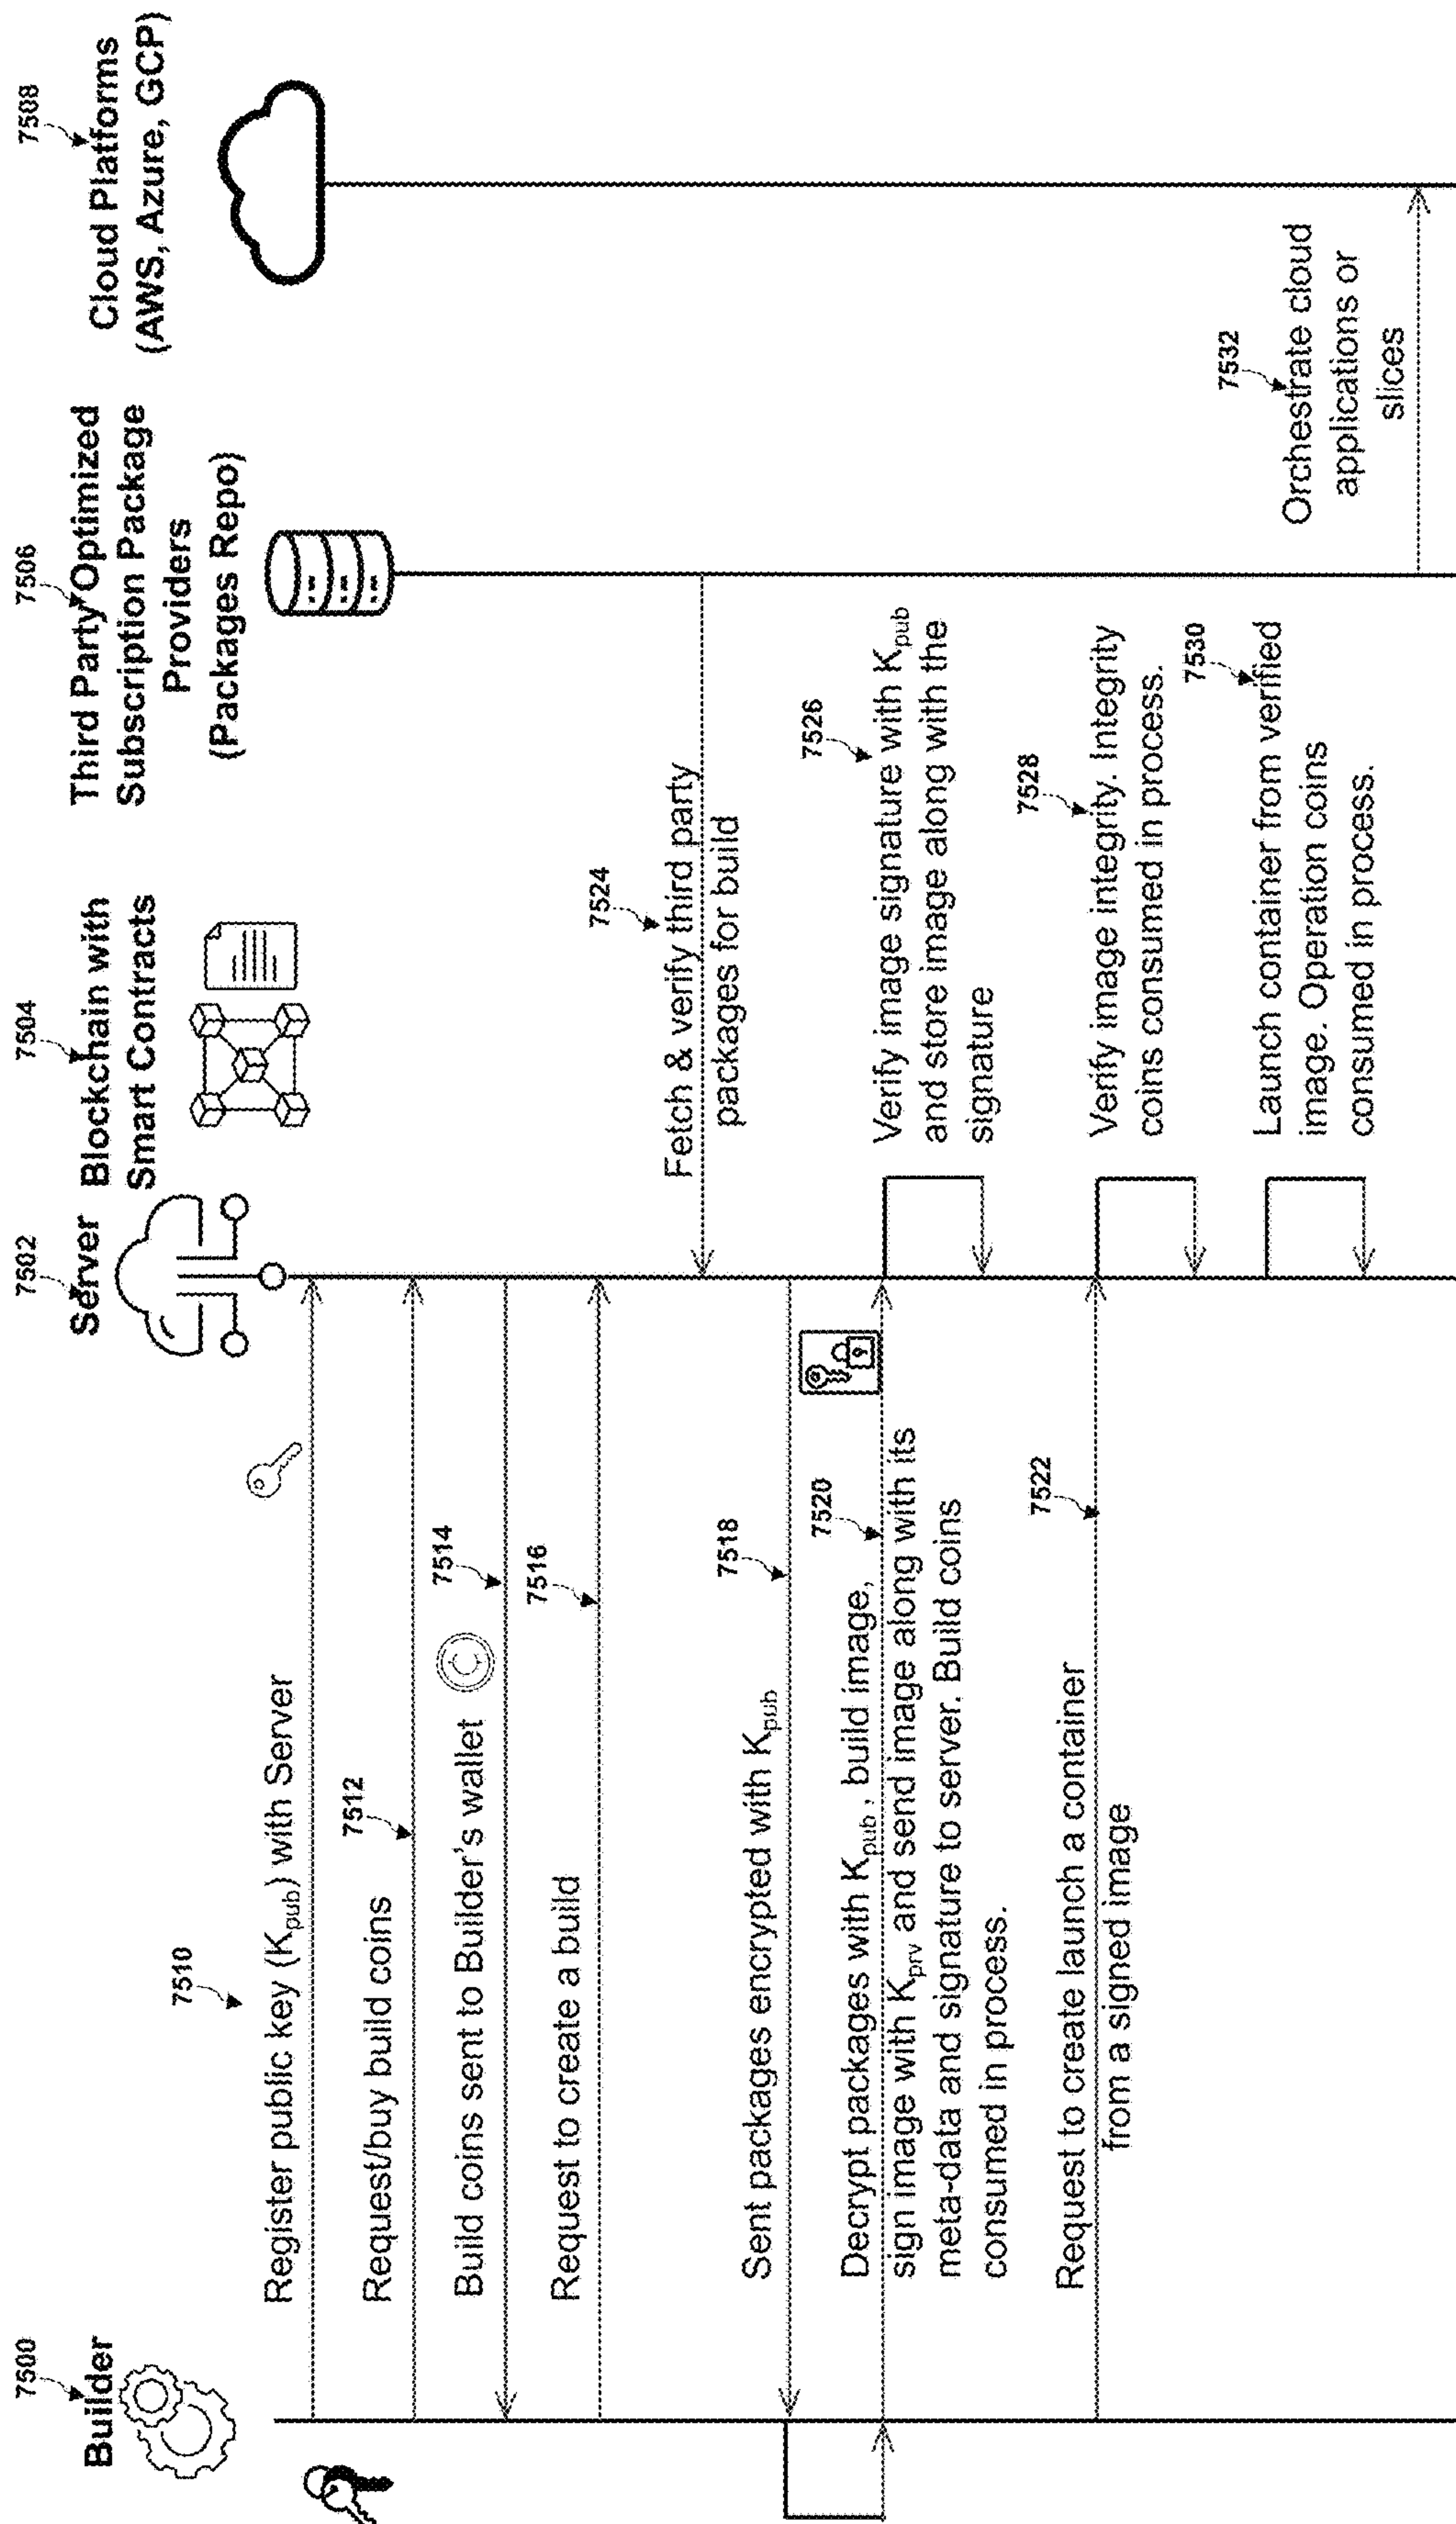 7500
Builder
7502
Server
7504
Blockchain with
Smart Contracts
7506
Third Party Optimized
Subscription Package
Providers
(Packages Repo)
7508
Cloud Platforms
(AWS, Azure, GCP)
7510
Register public key (Kpub) with Server
7512
Request/buy build coins
7514
Build coins sent to Builder's wallet
C
7516
Request to create a build
7524
Fetch & verify third party
packages for build
7518
Sent packages encrypted with Kpub
7520
Decrypt packages with Kpub, build image,
sign image with Kprv and send image along with its
meta-data and signature to server. Build coins
consumed in process.
7526
Verify image signature with Kpub
and store image along with the
signature
7522
Request to create launch a container
from a signed image
7528
Verify image integrity. Integrity
coins consumed in process.
7530
Launch container from verified
image. Operation coins
consumed in process.
7532
Orchestrate cloud
applications or
slices